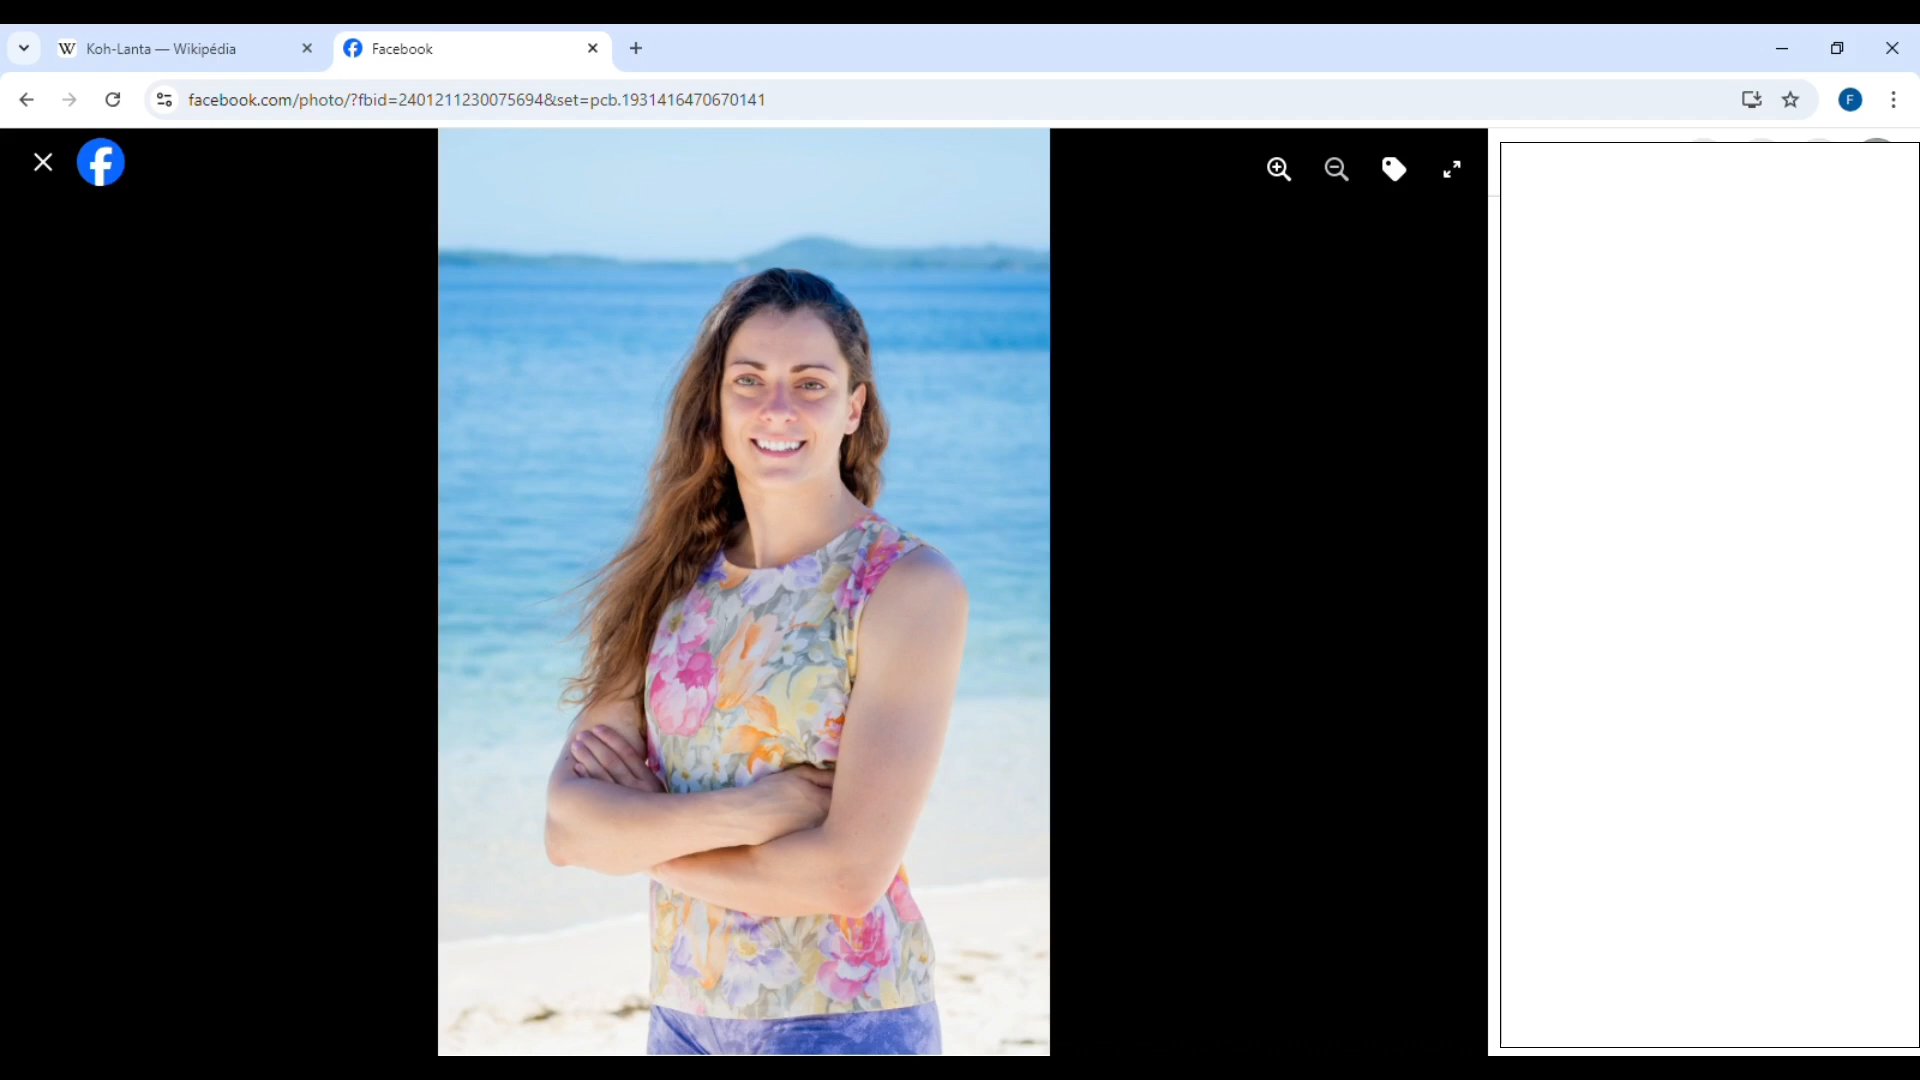 Koh-Lanta — Wikipédia
Facebook
facebook.com/photo/?fbid=2401211230075694&set=pcb.1931416470670141
F